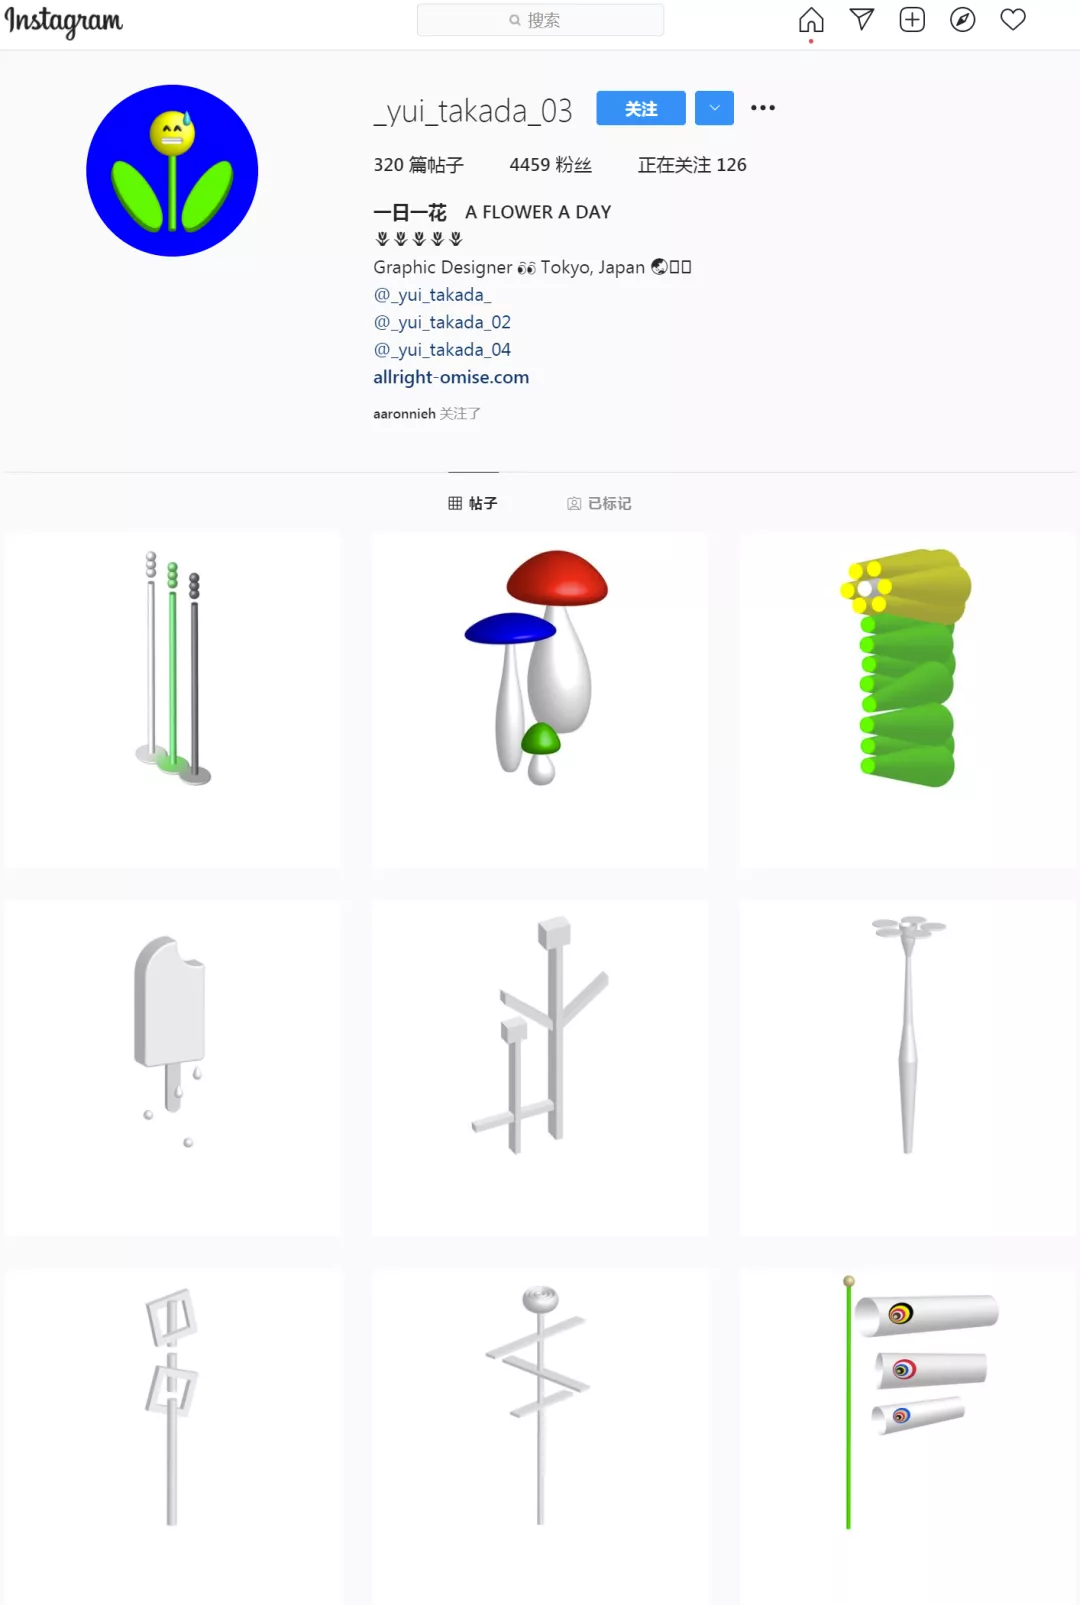 Instagram
搜索
_yui_takada_03 关注
320 篇帖子 4459 粉丝 正在关注 126
一日一花 A FLOWER A DAY
Graphic Designer 👀 Tokyo, Japan 🌏
@_yui_takada_
@_yui_takada_02
@_yui_takada_04
allright-omise.com
aaronnieh 关注了
帖子 已标记